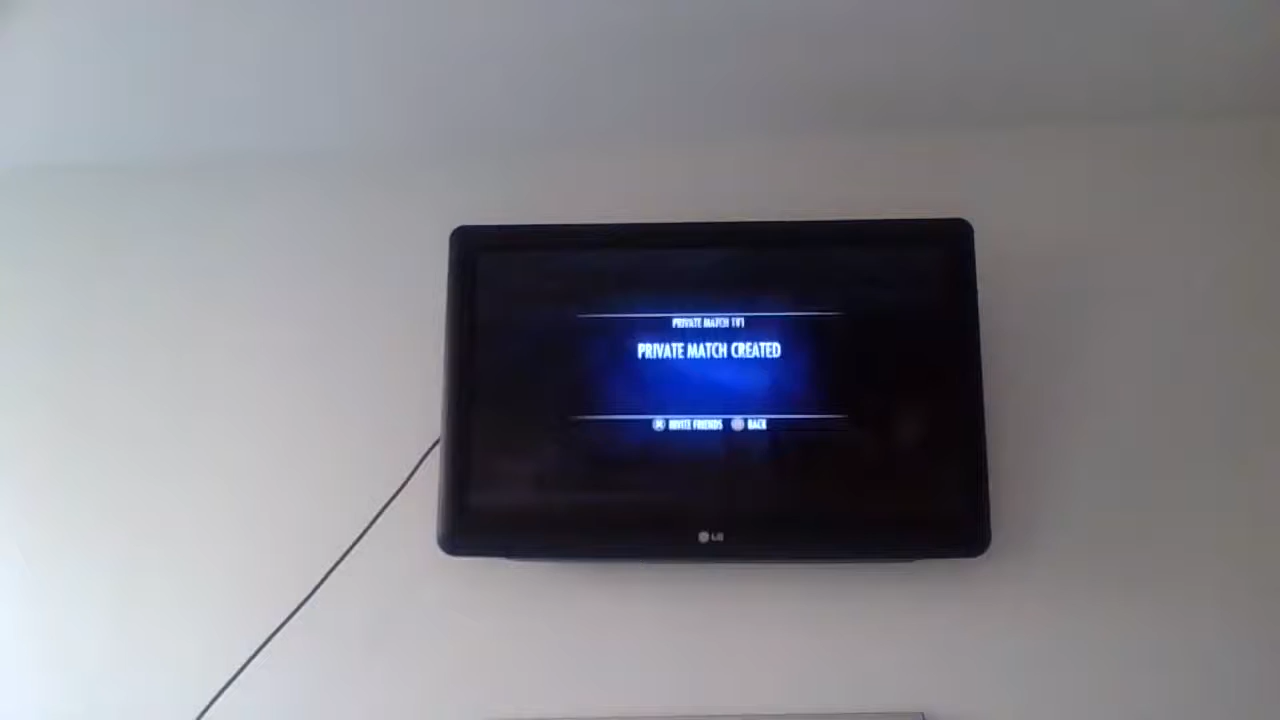 PRIVATE MATCH 1V1
PRIVATE MATCH CREATED
INVITE FRIENDS BACK
LG